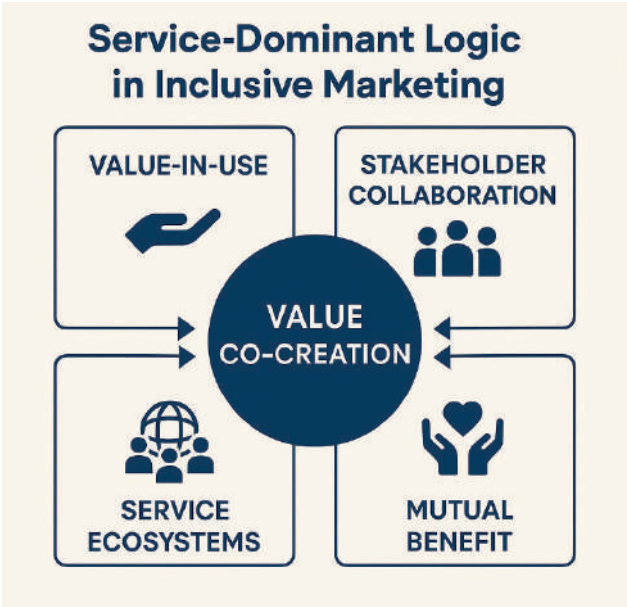 Service-Dominant Logic
in Inclusive Marketing
VALUE-IN-USE
STAKEHOLDER
COLLABORATION
VALUE
CO-CREATION
SERVICE
ECOSYSTEMS
MUTUAL
BENEFIT